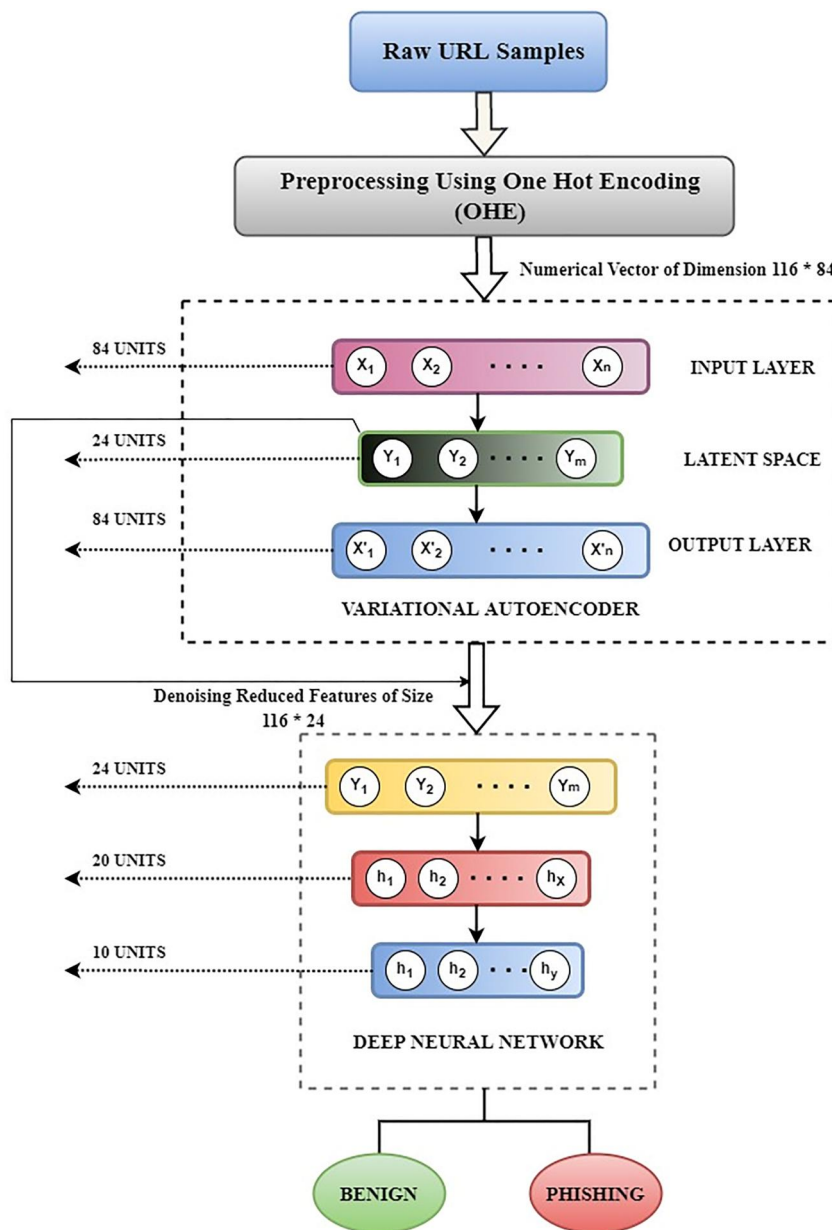 Raw URL Samples
Preprocessing Using One Hot Encoding
(OHE)
Numerical Vector of Dimension 116 * 84
84 UNITS
X1 X2 . . . . Xn
INPUT LAYER
24 UNITS
Y1 Y2 . . . . Ym
LATENT SPACE
84 UNITS
X'1 X'2 . . . . X'n
OUTPUT LAYER
VARIATIONAL AUTOENCODER
Denoising Reduced Features of Size
116 * 24
24 UNITS
Y1 Y2 . . . . Ym
20 UNITS
h1 h2 . . . . hX
10 UNITS
h1 h2 . . . hy
DEEP NEURAL NETWORK
BENIGN
PHISHING